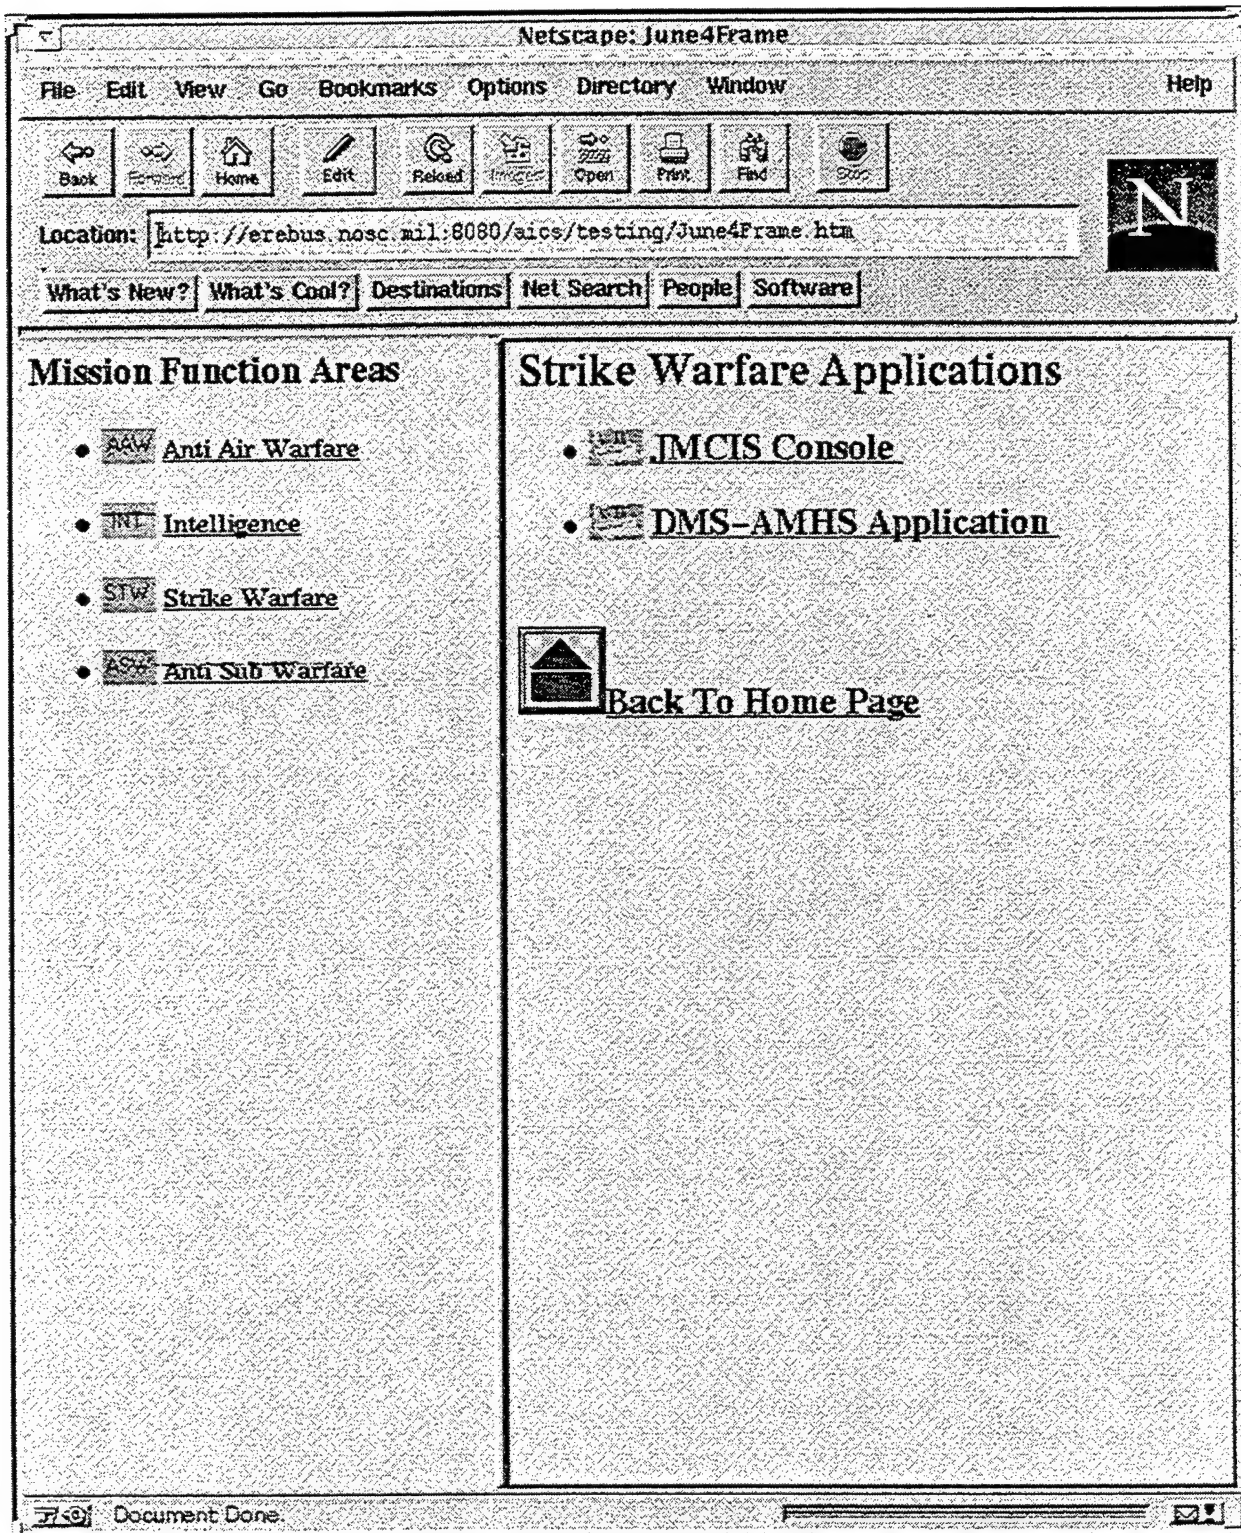 Netscape: June4Frame
File Edit View Go Bookmarks Options Directory Window Help
Back Forward Home Edit Reload Images Open Print Find Stop
N
Location: http://erebus.nosc.mil:8080/aics/testing/June4Frame.htm
What's New? What's Cool? Destinations Net Search People Software
Mission Function Areas
AAW Anti Air Warfare
INT Intelligence
STW Strike Warfare
ASW Anti Sub Warfare
Strike Warfare Applications
JMCIS Console
DMS-AMHS Application
Back To Home Page
Document Done.